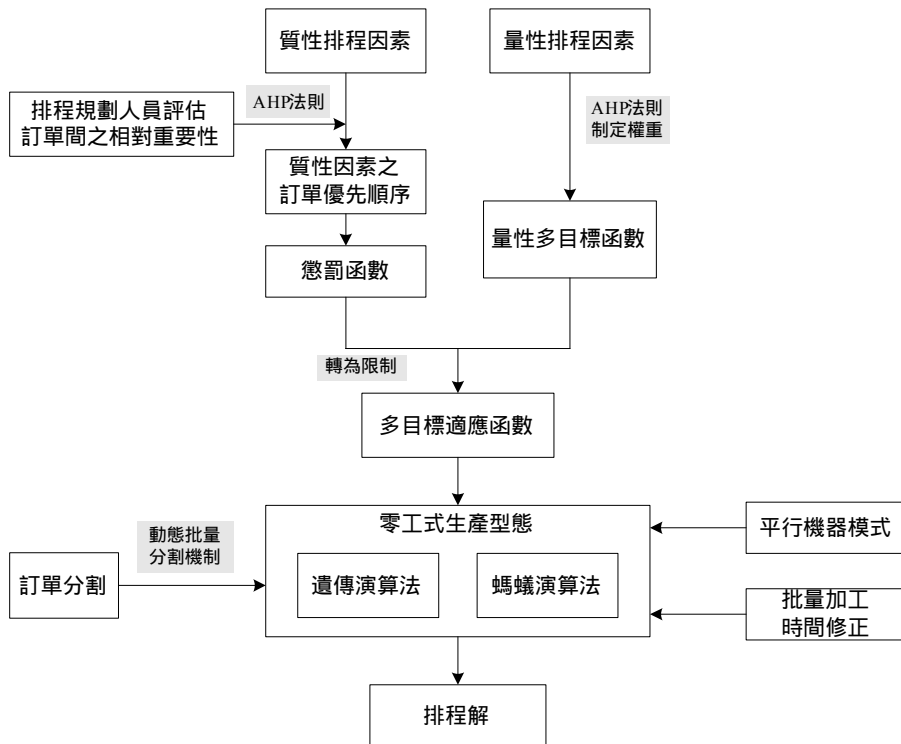 質性排程因素
量性排程因素
AHP法則
排程規劃人員評估
訂單間之相對重要性
AHP法則
制定權重
質性因素之
訂單優先順序
量性多目標函數
懲罰函數
轉為限制
多目標適應函數
零工式生產型態
動態批量
分割機制
平行機器模式
訂單分割
遺傳演算法
螞蟻演算法
批量加工
時間修正
排程解